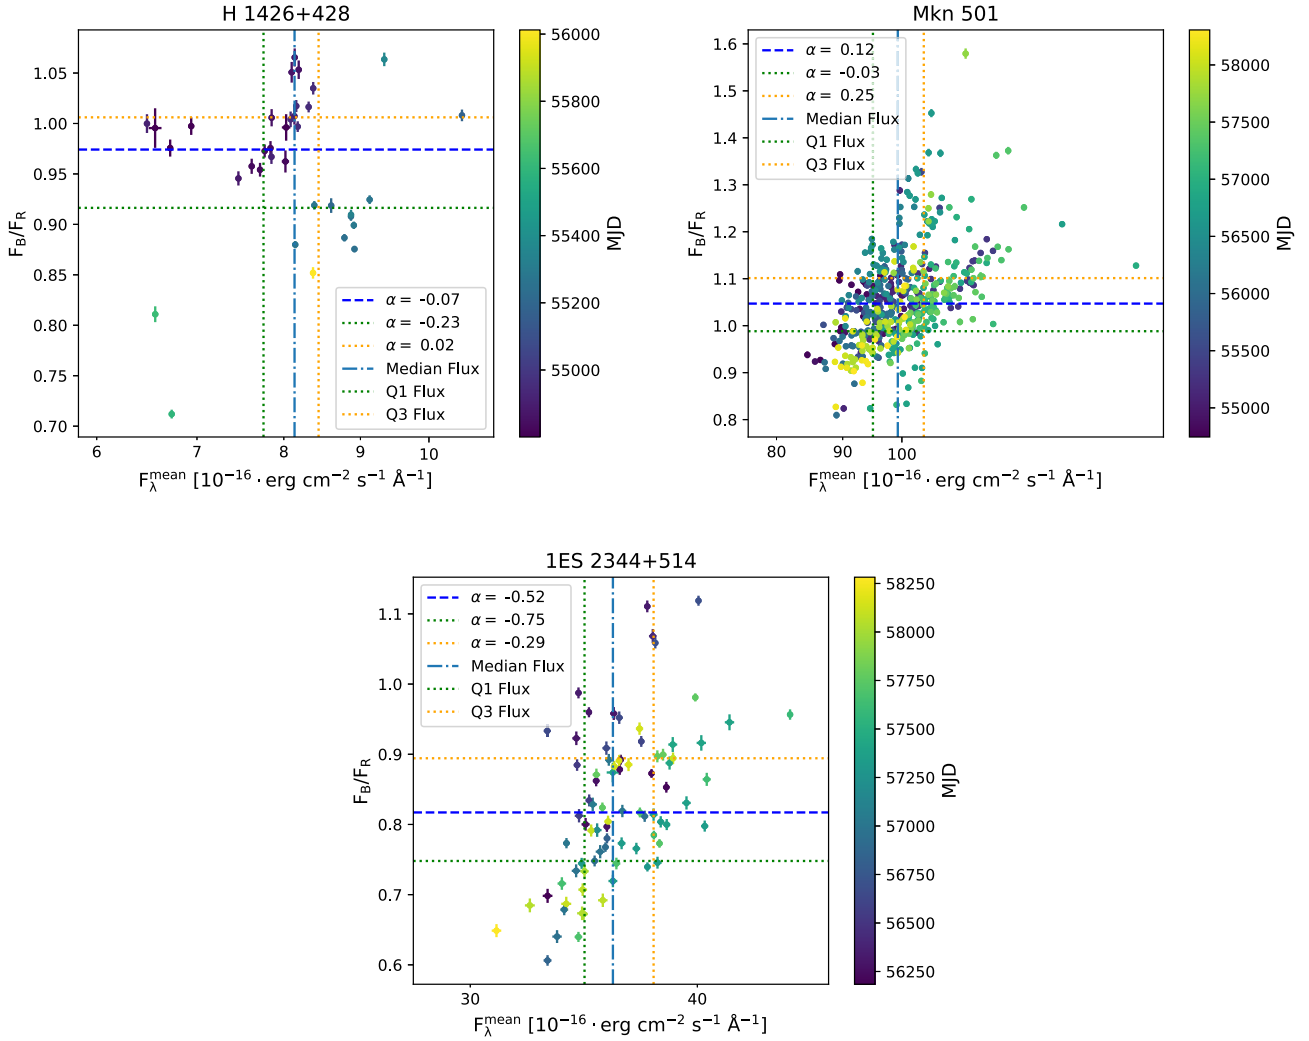 H 1426+428
F_B/F_R
1.05
1.00
0.95
0.90
0.85
0.80
0.75
0.70
α = -0.07
α = -0.23
α = 0.02
Median Flux
Q1 Flux
Q3 Flux
6
7
8
9
10
F_λ^mean [10⁻¹⁶ · erg cm⁻² s⁻¹ Å⁻¹]
56000
55800
55600
55400
55200
55000
MJD
Mkn 501
F_B/F_R
1.6
1.5
1.4
1.3
1.2
1.1
1.0
0.9
0.8
α = 0.12
α = -0.03
α = 0.25
Median Flux
Q1 Flux
Q3 Flux
80
90
100
F_λ^mean [10⁻¹⁶ · erg cm⁻² s⁻¹ Å⁻¹]
58000
57500
57000
56500
56000
55500
55000
MJD
1ES 2344+514
F_B/F_R
1.1
1.0
0.9
0.8
0.7
0.6
α = -0.52
α = -0.75
α = -0.29
Median Flux
Q1 Flux
Q3 Flux
30
40
F_λ^mean [10⁻¹⁶ · erg cm⁻² s⁻¹ Å⁻¹]
58250
58000
57750
57500
57250
57000
56750
56500
56250
MJD